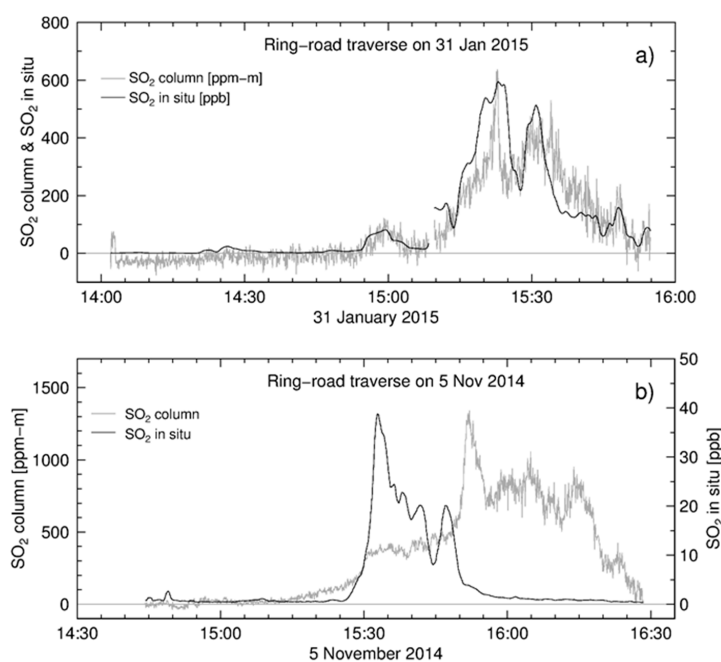 Ring-road traverse on 31 Jan 2015
a)
SO2 column [ppm-m]
SO2 in situ [ppb]
SO2 column & SO2 in situ
800
600
400
200
0
14:00 14:30 15:00 15:30 16:00
31 January 2015
Ring-road traverse on 5 Nov 2014
b)
SO2 column
SO2 in situ
SO2 column [ppm-m]
1500
1000
500
0
50
40
30
20
10
0
SO2 in situ [ppb]
14:30 15:00 15:30 16:00 16:30
5 November 2014